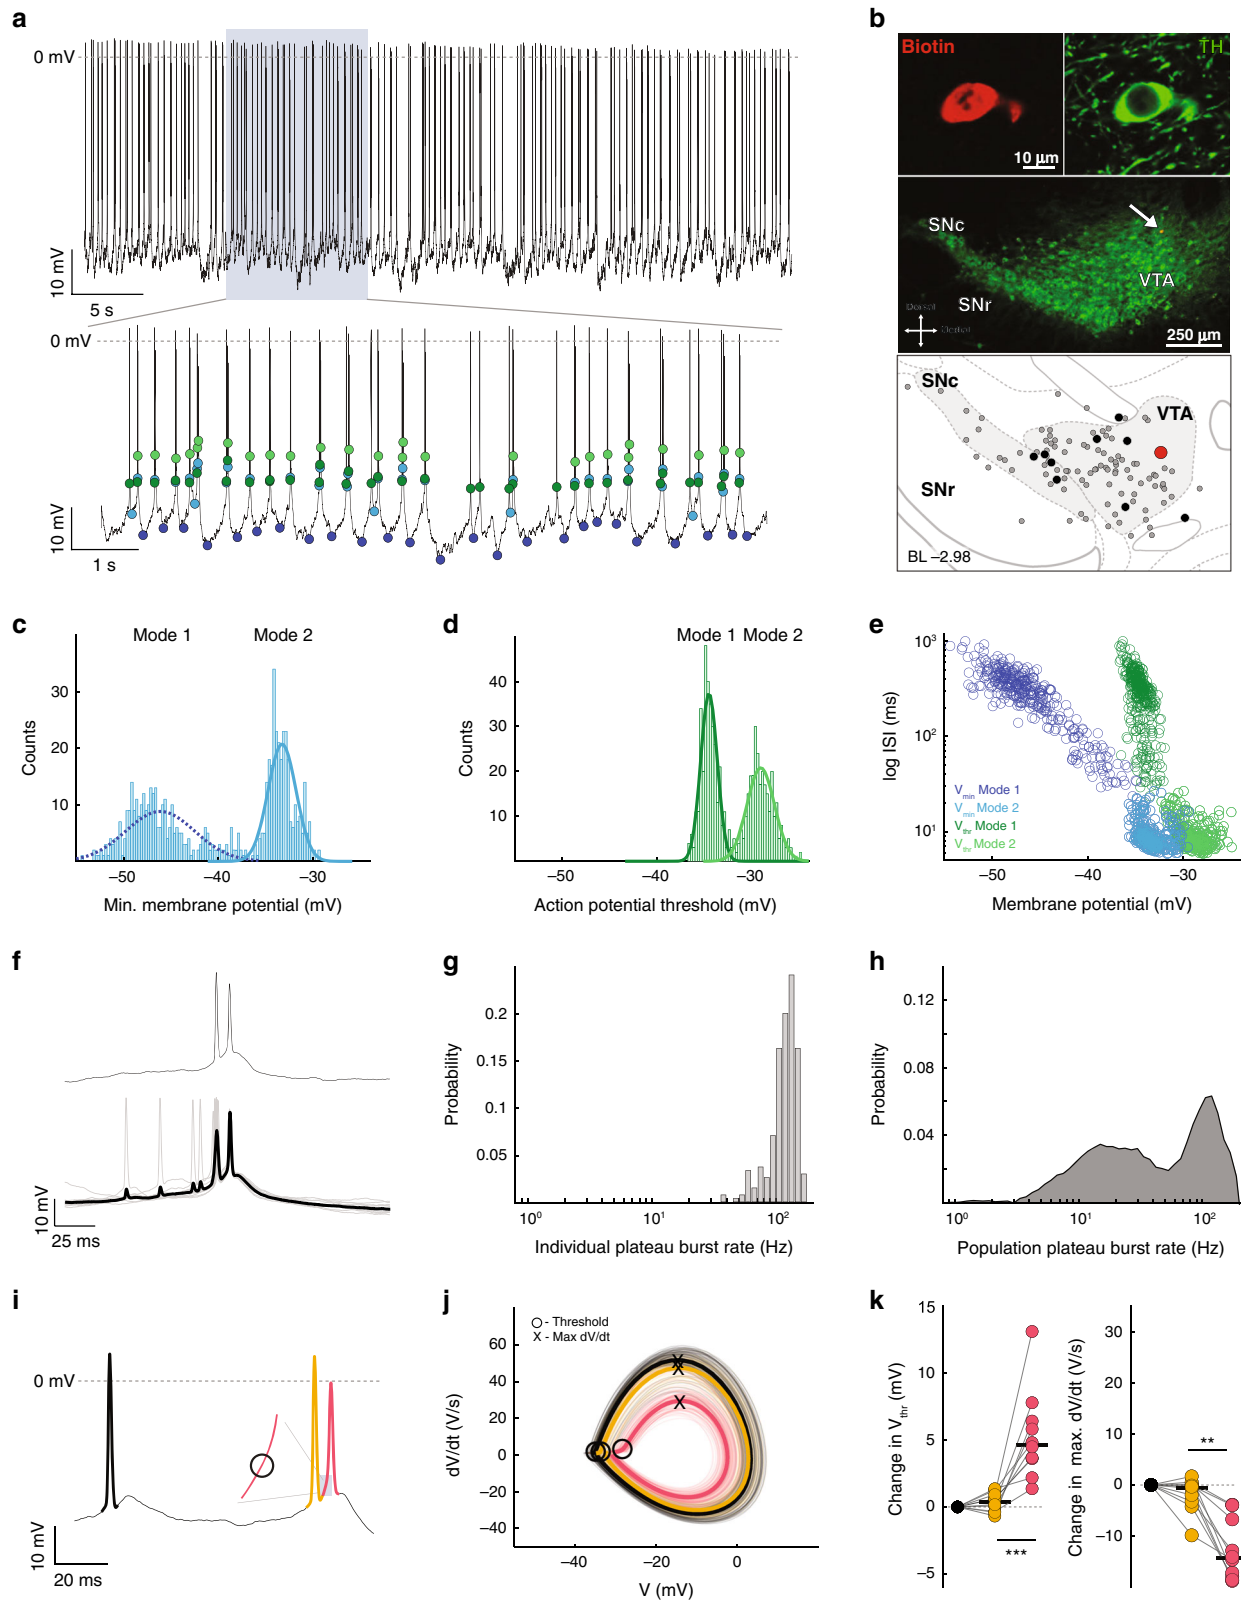 a
0 mV
10 mV
5 s
0 mV
10 mV
1 s
b
Biotin
TH
10 µm
SNc
VTA
SNr
Dorsal
250 µm
SNc
VTA
SNr
BL –2.98
c
Mode 1
Mode 2
30
20
10
Counts
–50
–40
–30
Min. membrane potential (mV)
d
Mode 1
Mode 2
40
30
20
10
Counts
–50
–40
–30
Action potential threshold (mV)
e
10³
10²
10¹
log ISI (ms)
Vmin Mode 1
Vmin Mode 2
Vthr Mode 1
Vthr Mode 2
–50
–40
–30
Membrane potential (mV)
f
10 mV
25 ms
g
0.2
0.15
0.1
0.05
Probability
10⁰
10¹
10²
Individual plateau burst rate (Hz)
h
0.12
0.08
0.04
Probability
10⁰
10¹
10²
Population plateau burst rate (Hz)
i
0 mV
10 mV
20 ms
j
O - Threshold
X - Max dV/dt
60
40
20
0
–20
–40
dV/dt (V/s)
X
X
X
–40
–20
0
V (mV)
k
15
10
5
0
–5
Change in Vthr (mV)
***
30
20
10
0
–10
Change in max. dV/dt (V/s)
**